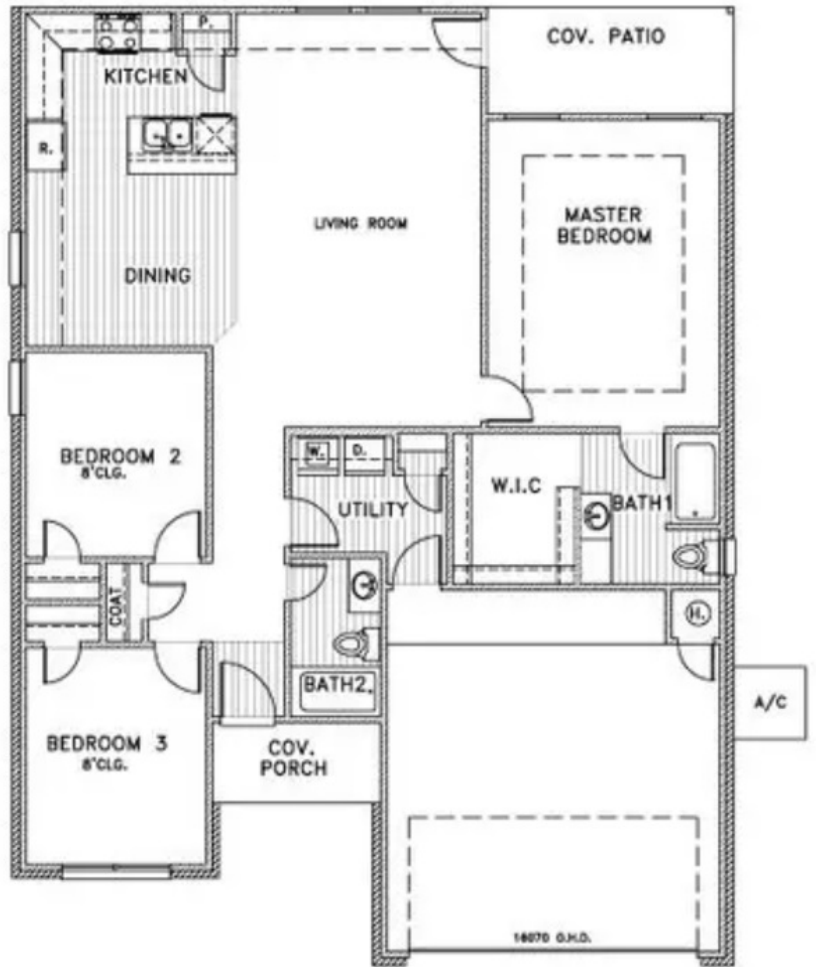 P.
COV. PATIO
KITCHEN
R.
LIVING ROOM
MASTER
BEDROOM
DINING
BEDROOM 2
8'CLG.
W.
D.
W.I.C
BATH1
UTILITY
COAT
H.
BATH2.
A/C
BEDROOM 3
8'CLG.
COV.
PORCH
16070 O.H.D.